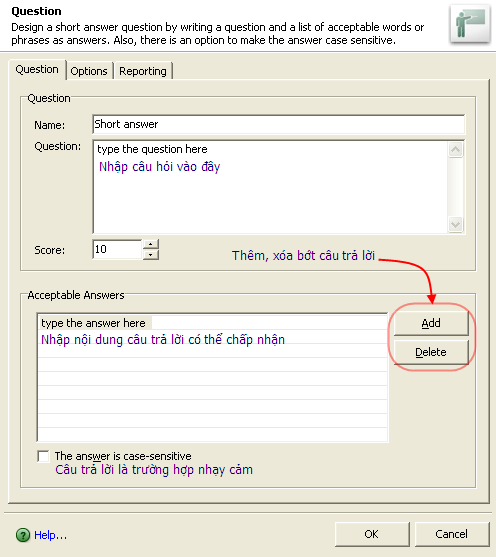 Question
Design a short answer question by writing a question and a list of acceptable words or
phrases as answers. Also, there is an option to make the answer case sensitive.
Question Options Reporting
Question
Name: Short answer
Question: type the question here
Nhập câu hỏi vào đây
Score: 10
Thêm, xóa bớt câu trả lời
Acceptable Answers
type the answer here
Add
Nhập nội dung câu trả lời có thể chấp nhận
Delete
The answer is case-sensitive
Câu trả lời là trường hợp nhạy cảm
? Help... OK Cancel